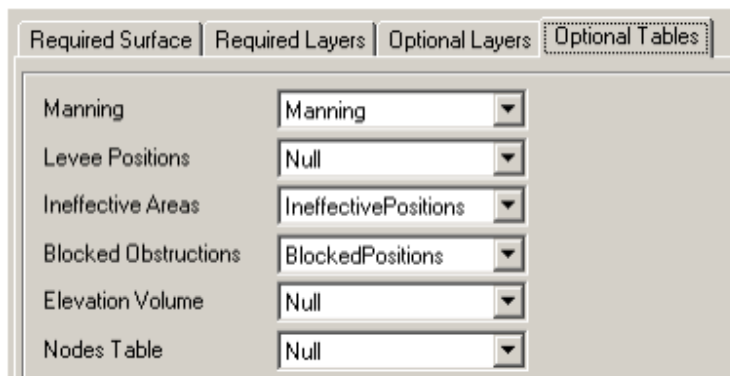 Required Surface Required Layers Optional Layers Optional Tables
Manning Manning
Levee Positions Null
Ineffective Areas IneffectivePositions
Blocked Obstructions BlockedPositions
Elevation Volume Null
Nodes Table Null